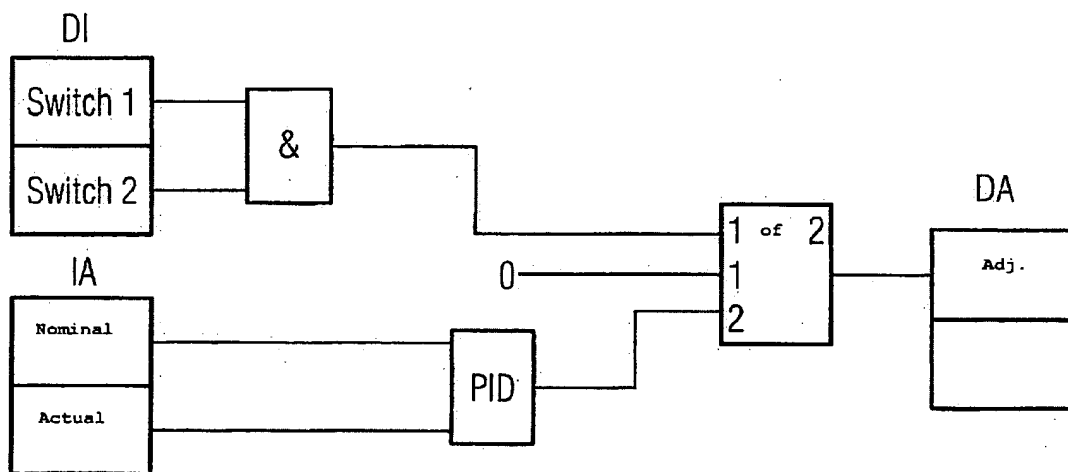 DI
Switch 1
Switch 2
&
IA
Nominal
Actual
PID
0
1 of 2
1
2
DA
Adj.